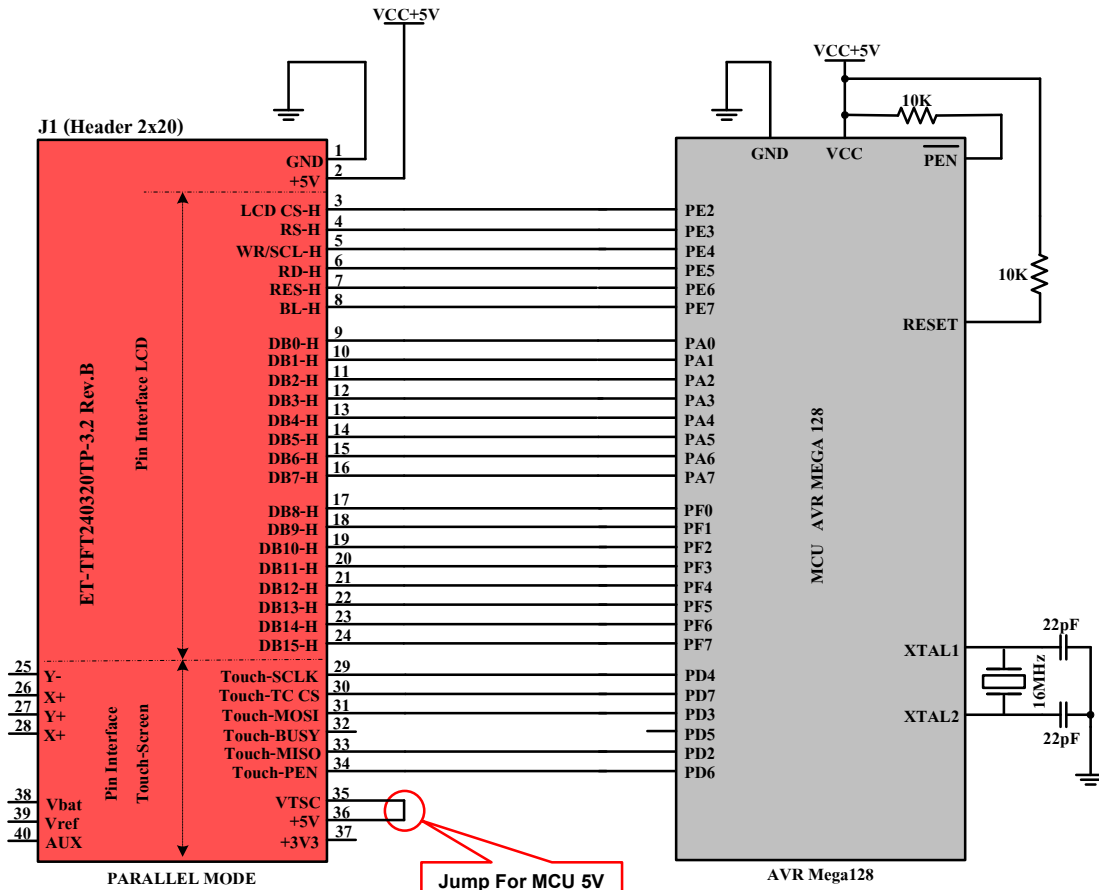 VCC+5V
VCC+5V
10K
J1 (Header 2x20)
GND 1
+5V 2
GND
VCC
PEN
LCD CS-H 3 PE2
RS-H 4 PE3
WR/SCL-H 5 PE4
RD-H 6 PE5
RES-H 7 PE6
BL-H 8 PE7
10K
RESET
DB0-H 9 PA0
DB1-H 10 PA1
DB2-H 11 PA2
DB3-H 12 PA3
DB4-H 13 PA4
DB5-H 14 PA5
DB6-H 15 PA6
DB7-H 16 PA7
DB8-H 17 PF0
DB9-H 18 PF1
DB10-H 19 PF2
DB11-H 20 PF3
DB12-H 21 PF4
DB13-H 22 PF5
DB14-H 23 PF6
DB15-H 24 PF7
ET-TFT240320TP-3.2 Rev.B
Pin Interface LCD
MCU AVR MEGA 128
22pF
XTAL1
16MHz
XTAL2
22pF
25 Y-
26 X+
27 Y+
28 X+
Touch-SCLK 29 PD4
Touch-TC CS 30 PD7
Touch-MOSI 31 PD3
Touch-BUSY 32 PD5
Touch-MISO 33 PD2
Touch-PEN 34 PD6
Pin Interface
Touch-Screen
38 Vbat
39 Vref
40 AUX
VTSC 35
+5V 36
+3V3 37
PARALLEL MODE
Jump For MCU 5V
AVR Mega128